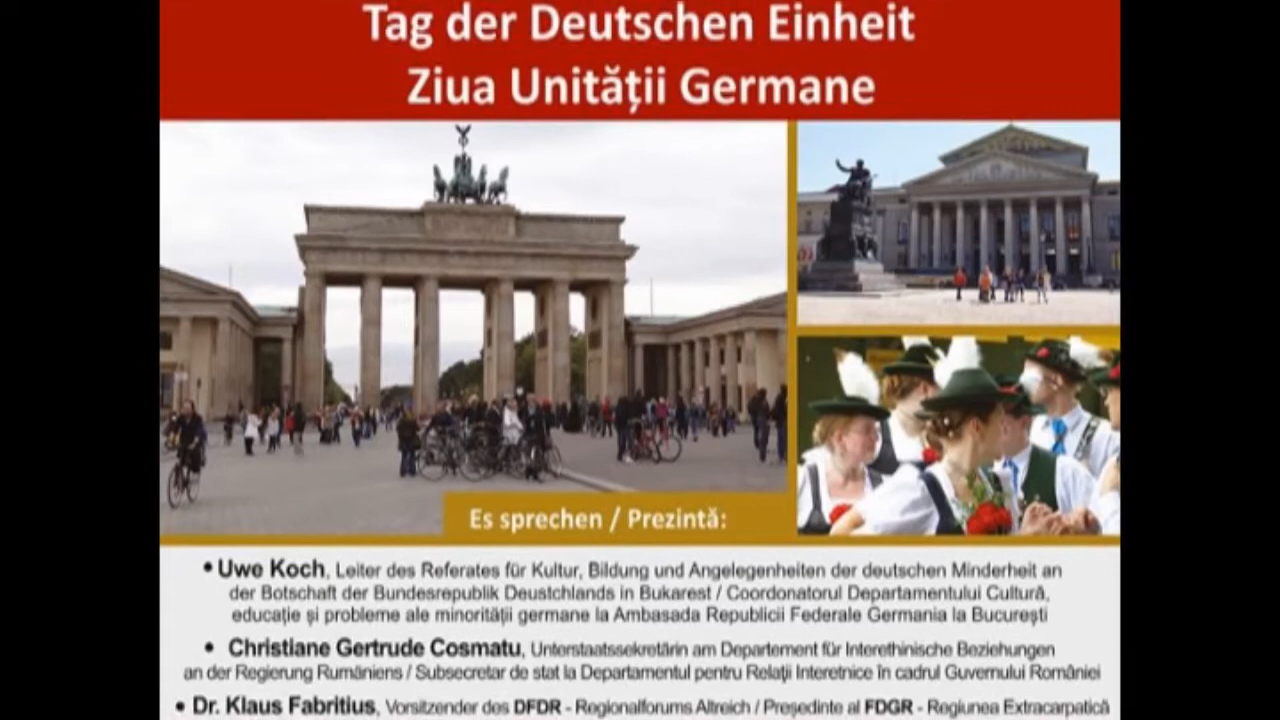 Tag der Deutschen Einheit
Ziua Unității Germane
Es sprechen / Prezintă:
• Uwe Koch, Leiter des Referates für Kultur, Bildung und Angelegenheiten der deutschen Minderheit an
der Botschaft der Bundesrepublik Deustchlands in Bukarest / Coordonatorul Departamentului Cultură,
educație și probleme ale minorității germane la Ambasada Republicii Federale Germania la București
• Christiane Gertrude Cosmatu, Unterstaatssekretärin am Departement für Interethinische Beziehungen
an der Regierung Rumäniens / Subsecretar de stat la Departamentul pentru Relaţii Interetnice în cadrul Guvernului României
• Dr. Klaus Fabritius, Vorsitzender des DFDR - Regionalforums Altreich / Președinte al FDGR - Regiunea Extracarpatică